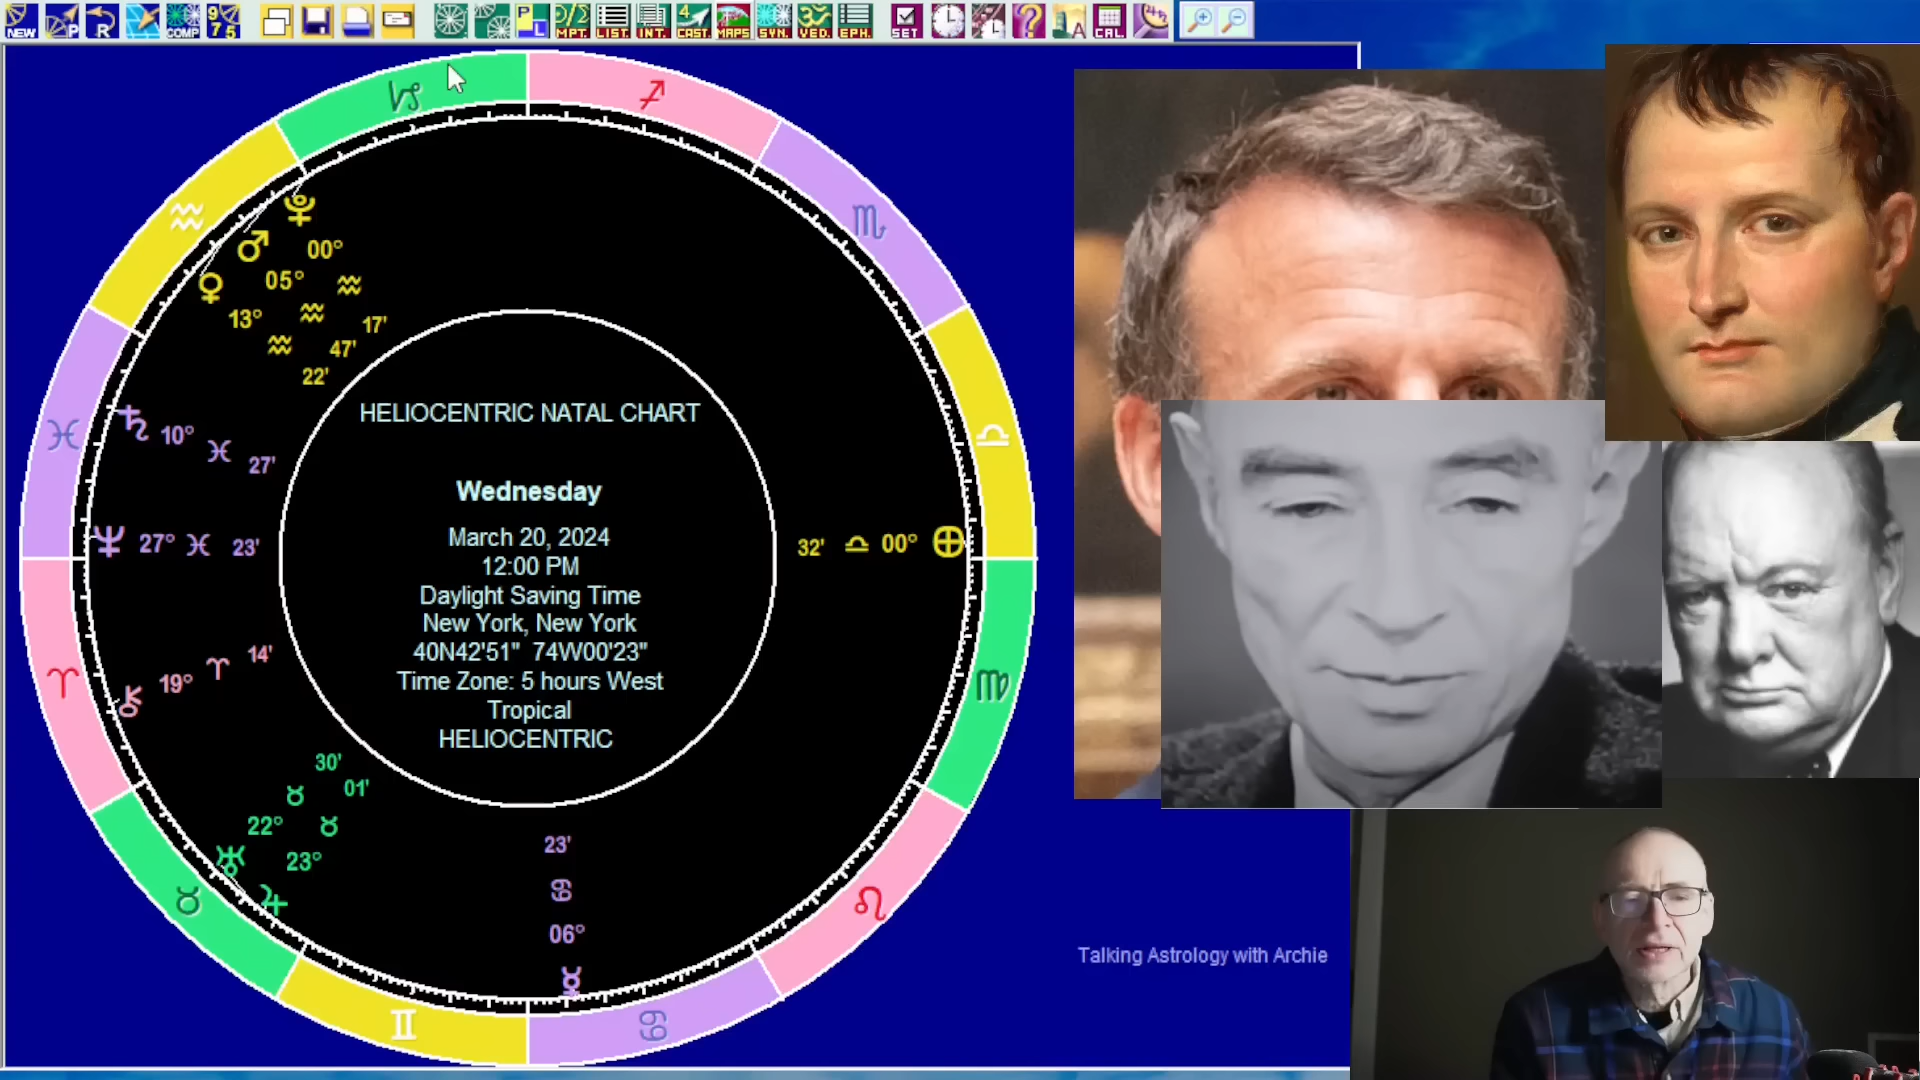 NEW
P
R
COMP
9 7 5
P L
MPT.
LIST.
INT.
CAST.
MAPS
SYN.
VED.
EPH.
SET
?
A
CAL.
♑ ♐
♒ ♏
♓ ♎
♈ ♍
♉ ♌
♊ ♋
♇ 00° ♒ 17'
♂ 05° ♒ 47'
♀ 13° ♒ 22'
♄ 10° ♓ 27'
♆ 27° ♓ 23'
32' ♎ 00° ⊕
⚷ 19° ♈ 14'
♅ 22° ♉ 30'
♃ 23° ♉ 01'
23' ♋ 06° ☿
HELIOCENTRIC NATAL CHART
Wednesday
March 20, 2024
12:00 PM
Daylight Saving Time
New York, New York
40N42'51" 74W00'23"
Time Zone: 5 hours West
Tropical
HELIOCENTRIC
Talking Astrology with Archie